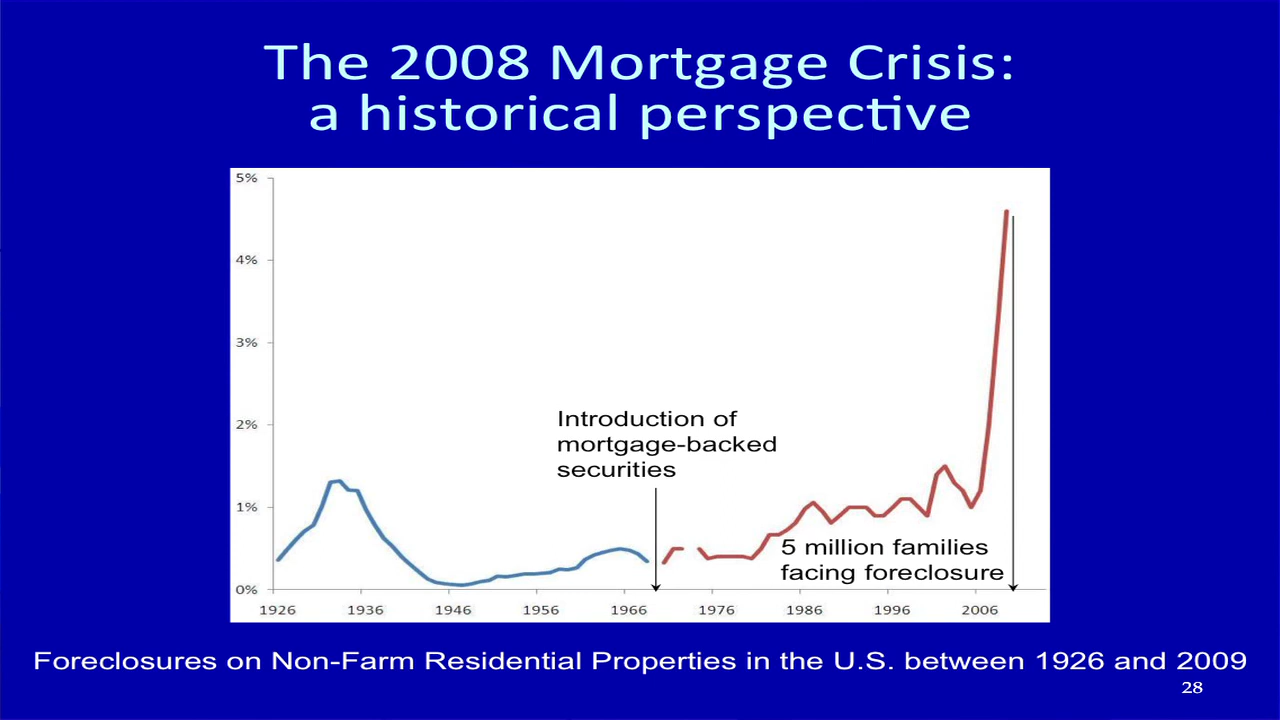 The 2008 Mortgage Crisis:
a historical perspective
5%
4%
3%
2%
1%
0%
Introduction of
mortgage-backed
securities
5 million families
facing foreclosure
1926 1936 1946 1956 1966 1976 1986 1996 2006
Foreclosures on Non-Farm Residential Properties in the U.S. between 1926 and 2009
28